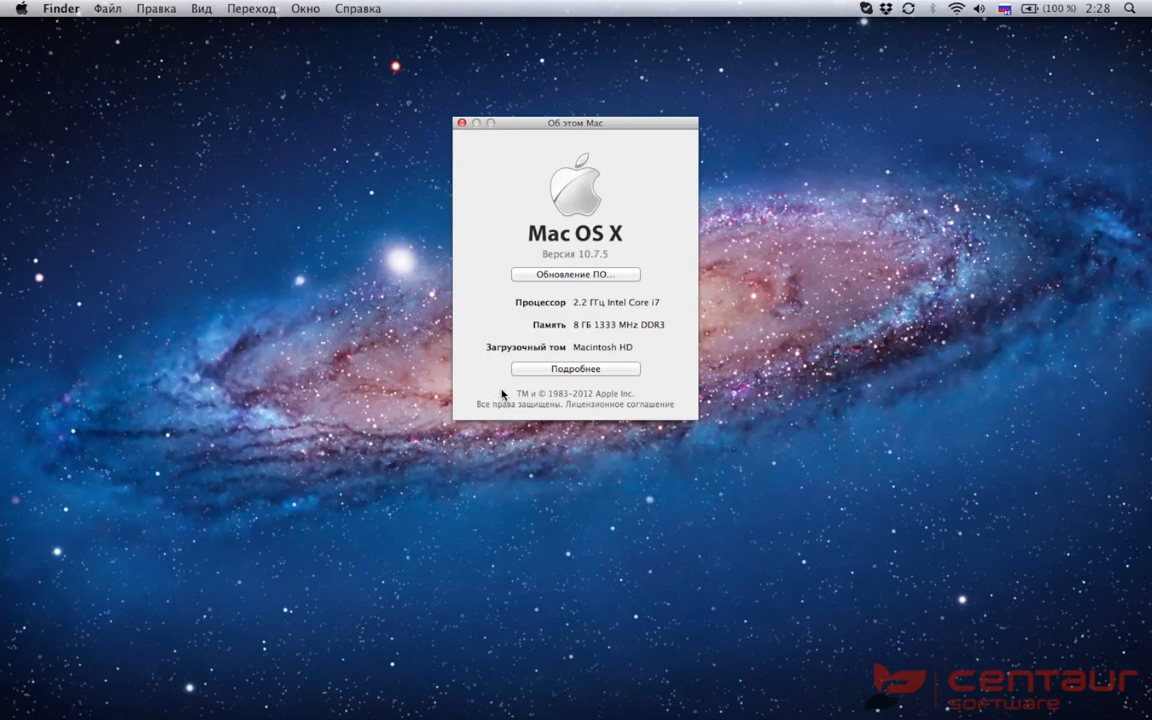 Finder Файл Правка Вид Переход Окно Справка (100 %) 2:28
Об этом Mac
Mac OS X
Версия 10.7.5
Обновление ПО...
Процессор 2.2 ГГц Intel Core i7
Память 8 ГБ 1333 MHz DDR3
Загрузочный том Macintosh HD
Подробнее
ТМ и © 1983-2012 Apple Inc.
Все права защищены. Лицензионное соглашение
centaur
software